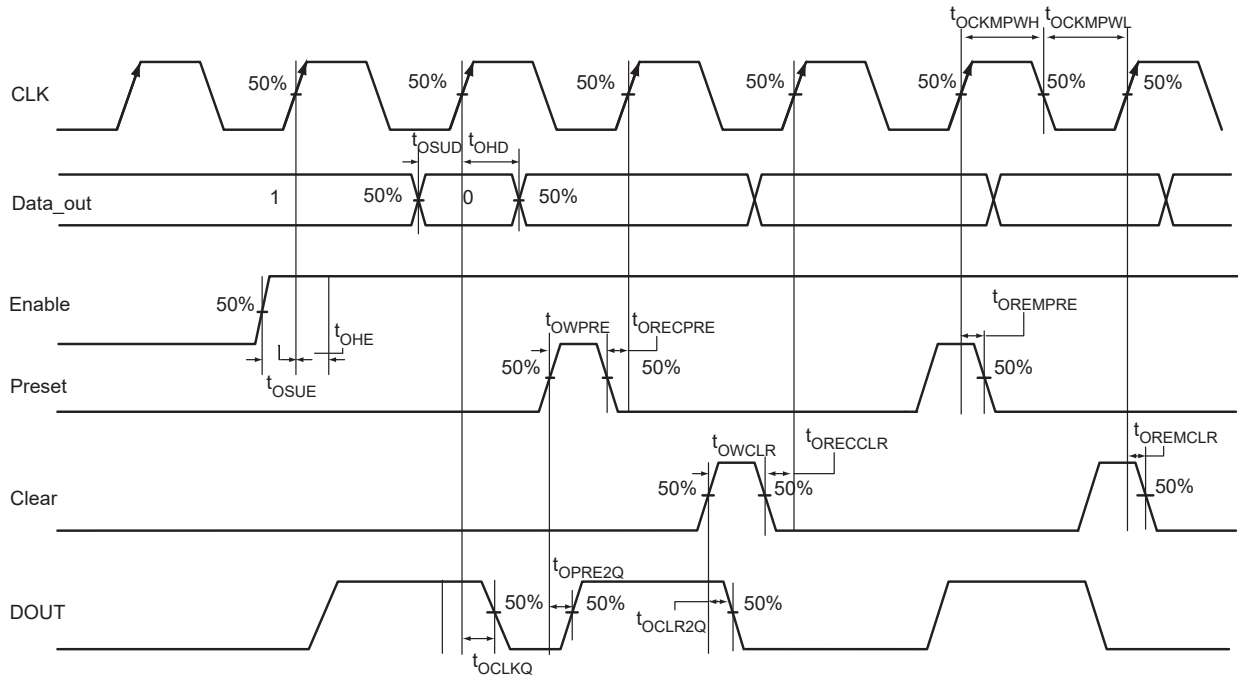 tOCKMPWH tOCKMPWL
CLK 50% 50% 50% 50% 50% 50% 50%
tOSUD tOHD
Data_out 1 50% 0 50%
Enable 50%
tOHE
tOSUE
tOWPRE tORECPRE tOREMPRE
Preset 50% 50% 50%
tOWCLR tORECCLR tOREMCLR
Clear 50% 50% 50%
tOPRE2Q
DOUT 50% 50% 50%
tOCLR2Q
tOCLKQ